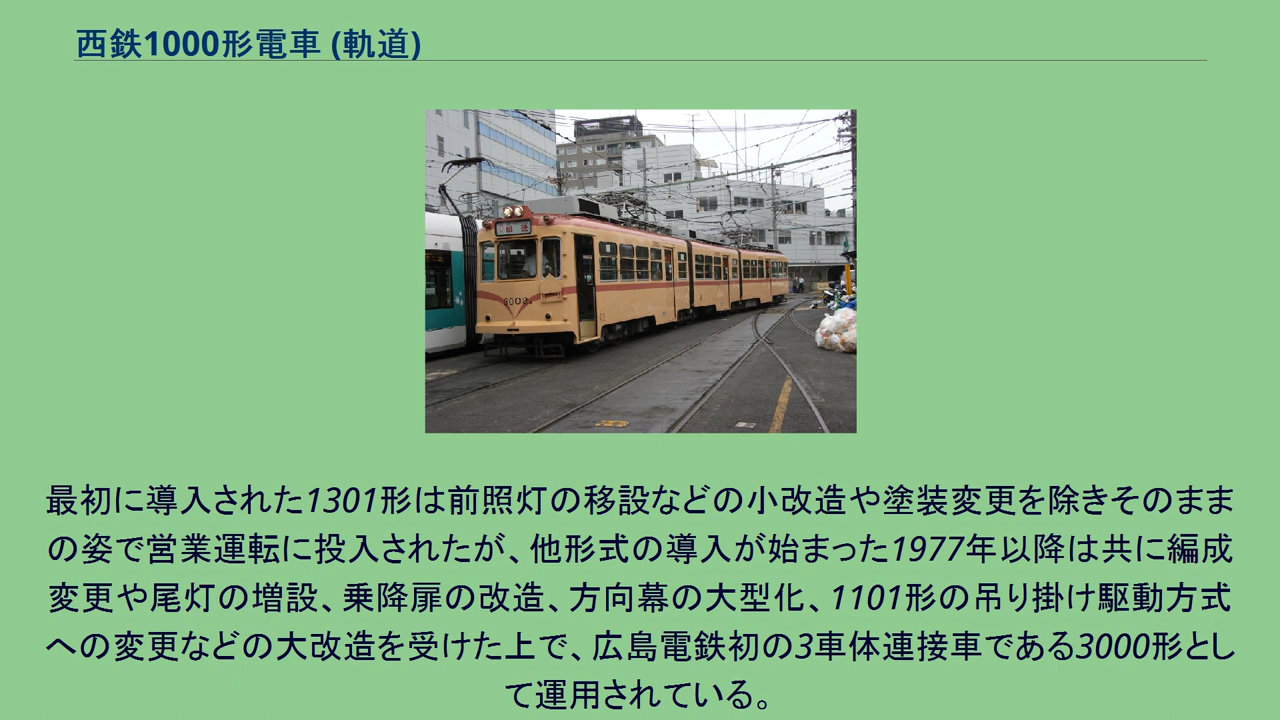 西鉄1000形電車 (軌道)
回送
最初に導入された1301形は前照灯の移設などの小改造や塗装変更を除きそのまま
の姿で営業運転に投入されたが、他形式の導入が始まった1977年以降は共に編成
変更や尾灯の増設、乗降扉の改造、方向幕の大型化、1101形の吊り掛け駆動方式
への変更などの大改造を受けた上で、広島電鉄初の3車体連接車である3000形とし
て運用されている。